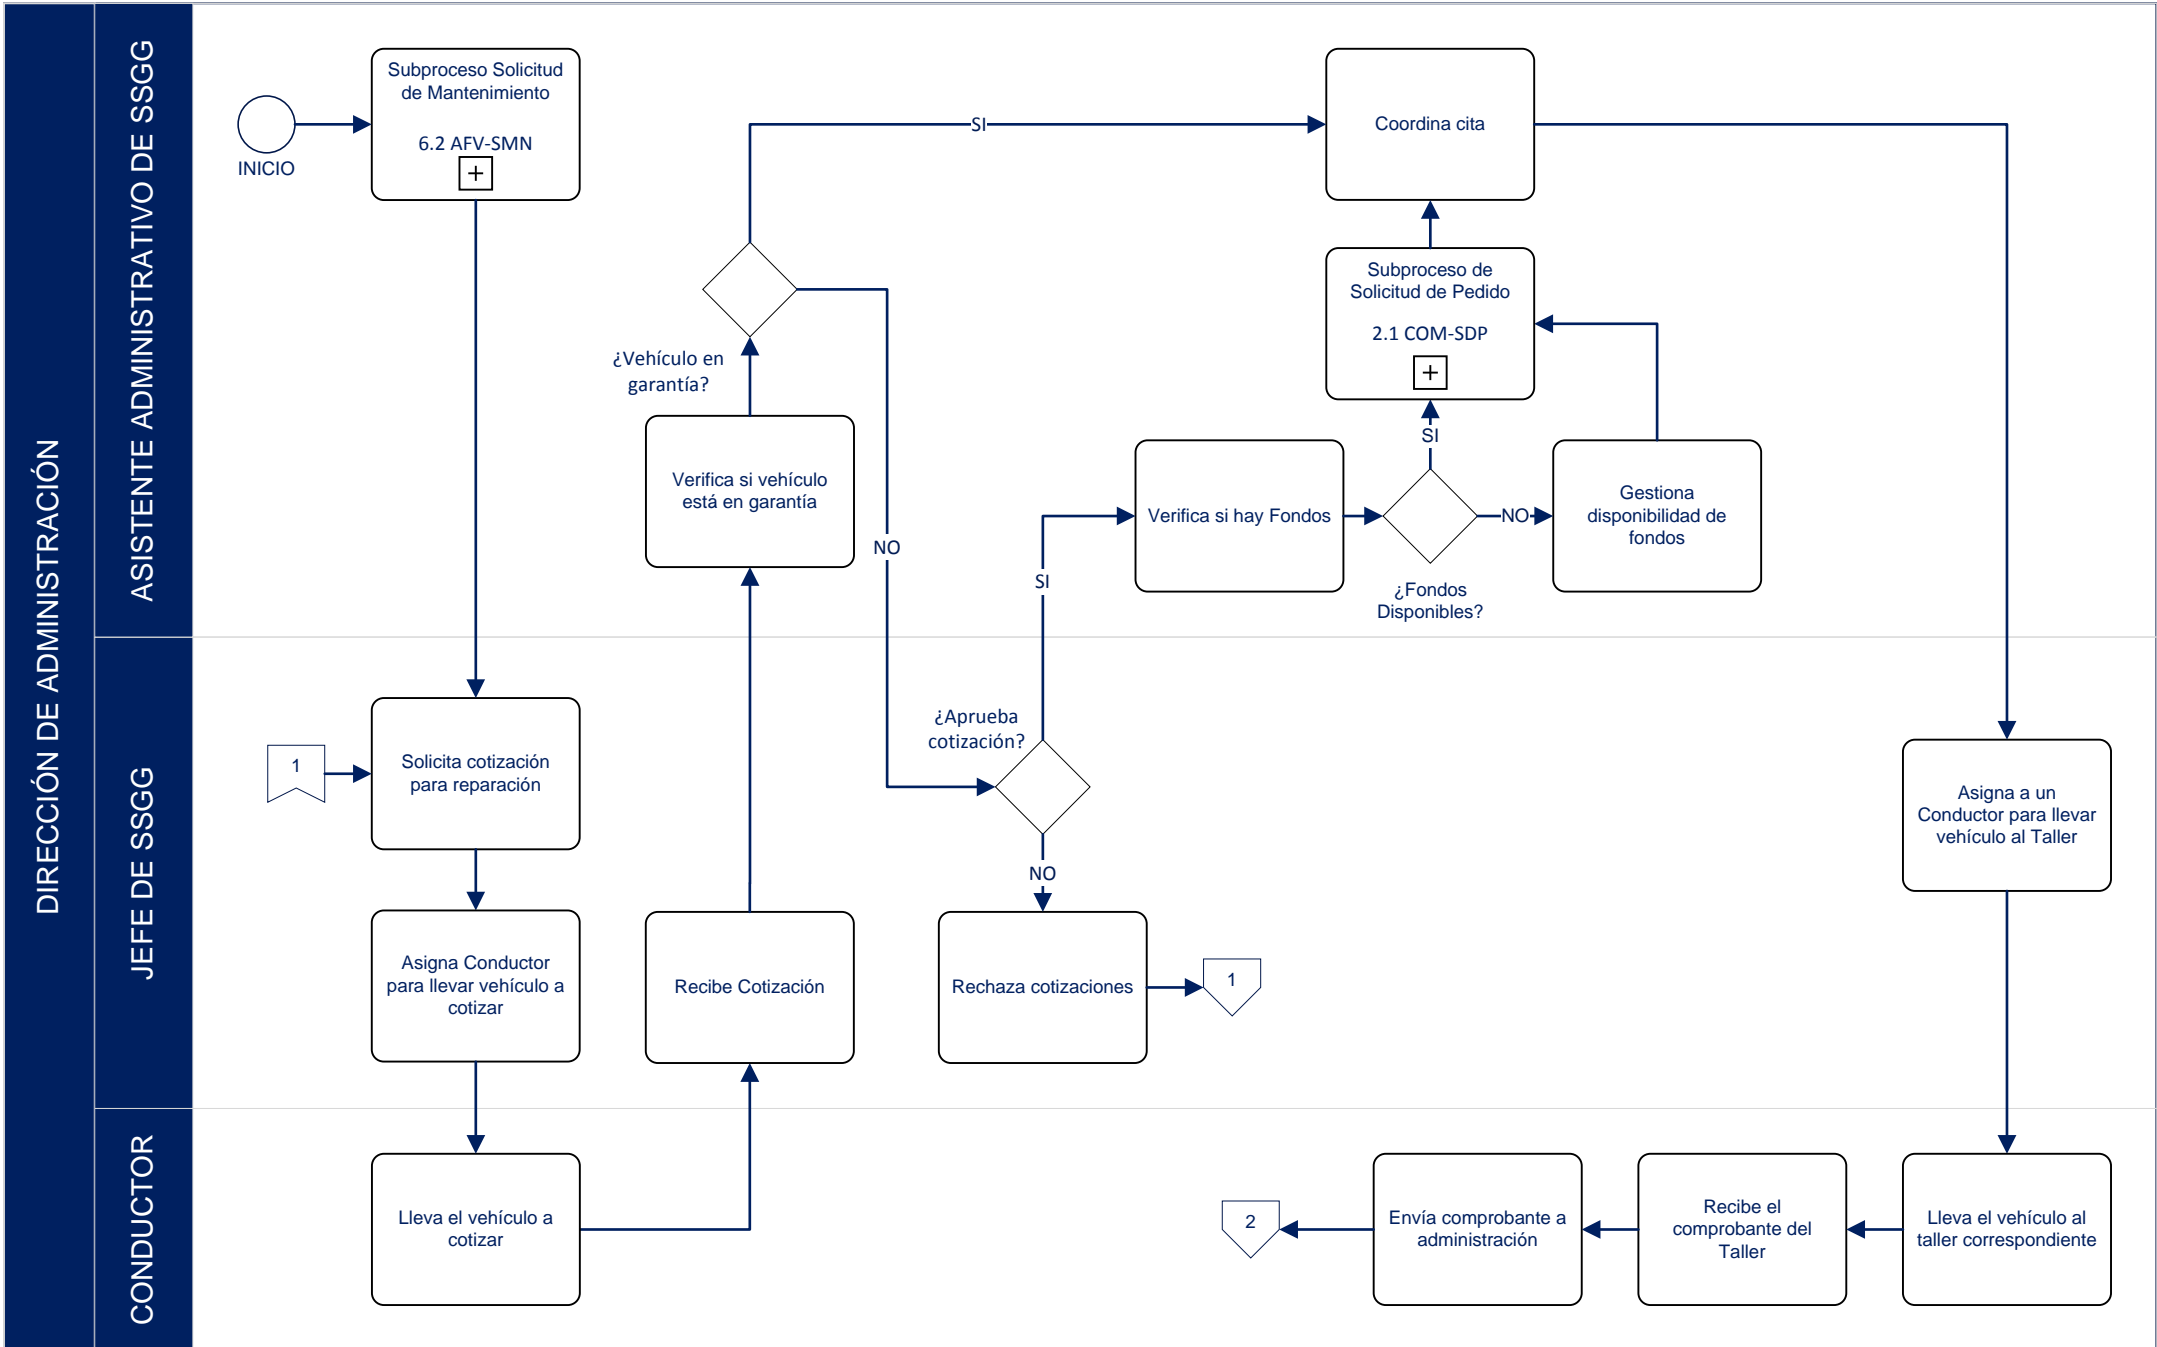 DIRECCIÓN DE ADMINISTRACIÓN
ASISTENTE ADMINISTRATIVO DE SSGG
INICIO
Subproceso Solicitud
de Mantenimiento
6.2 AFV-SMN
+
¿Vehículo en
garantía?
SI
NO
Verifica si vehículo
está en garantía
Coordina cita
Subproceso de
Solicitud de Pedido
2.1 COM-SDP
+
SI
Verifica si hay Fondos
SI
¿Fondos
Disponibles?
NO
Gestiona
disponibilidad de
fondos
JEFE DE SSGG
1
Solicita cotización
para reparación
Asigna Conductor
para llevar vehículo a
cotizar
Recibe Cotización
¿Aprueba
cotización?
NO
Rechaza cotizaciones
1
Asigna a un
Conductor para llevar
vehículo al Taller
CONDUCTOR
Lleva el vehículo a
cotizar
2
Envía comprobante a
administración
Recibe el
comprobante del
Taller
Lleva el vehículo al
taller correspondiente